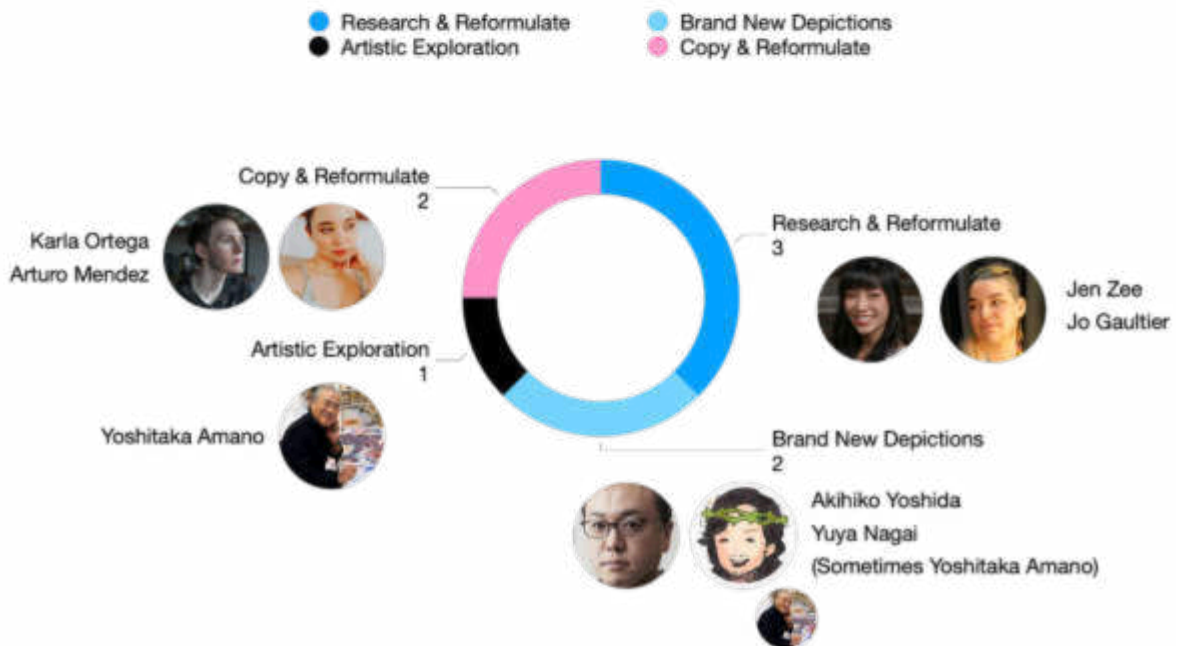 Research & Reformulate
Brand New Depictions
Artistic Exploration
Copy & Reformulate
Copy & Reformulate
2
Karla Ortega
Arturo Mendez
Research & Reformulate
3
Jen Zee
Jo Gaultier
Artistic Exploration
1
Yoshitaka Amano
Brand New Depictions
2
Akihiko Yoshida
Yuya Nagai
(Sometimes Yoshitaka Amano)